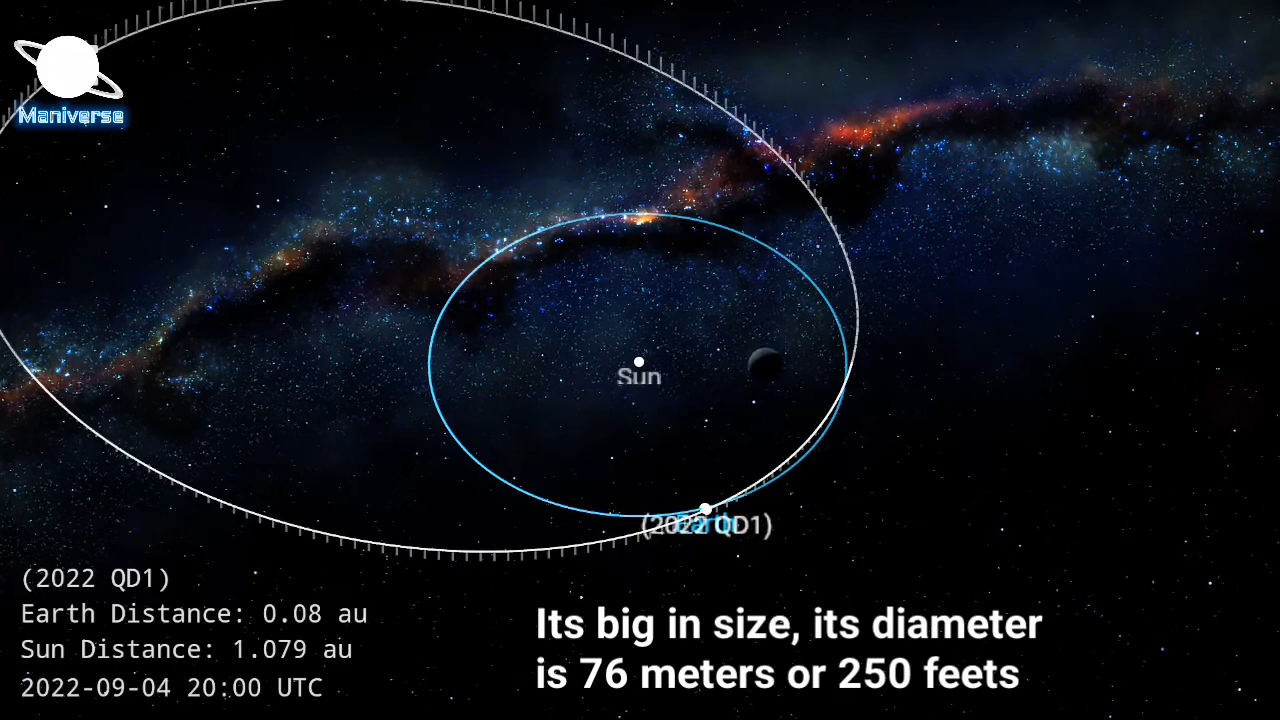 Maniverse
Sun
(2022 QD1)
Earth
(2022 QD1)
Earth Distance: 0.08 au
Sun Distance: 1.079 au
2022-09-04 20:00 UTC
Its big in size, its diameter
is 76 meters or 250 feets